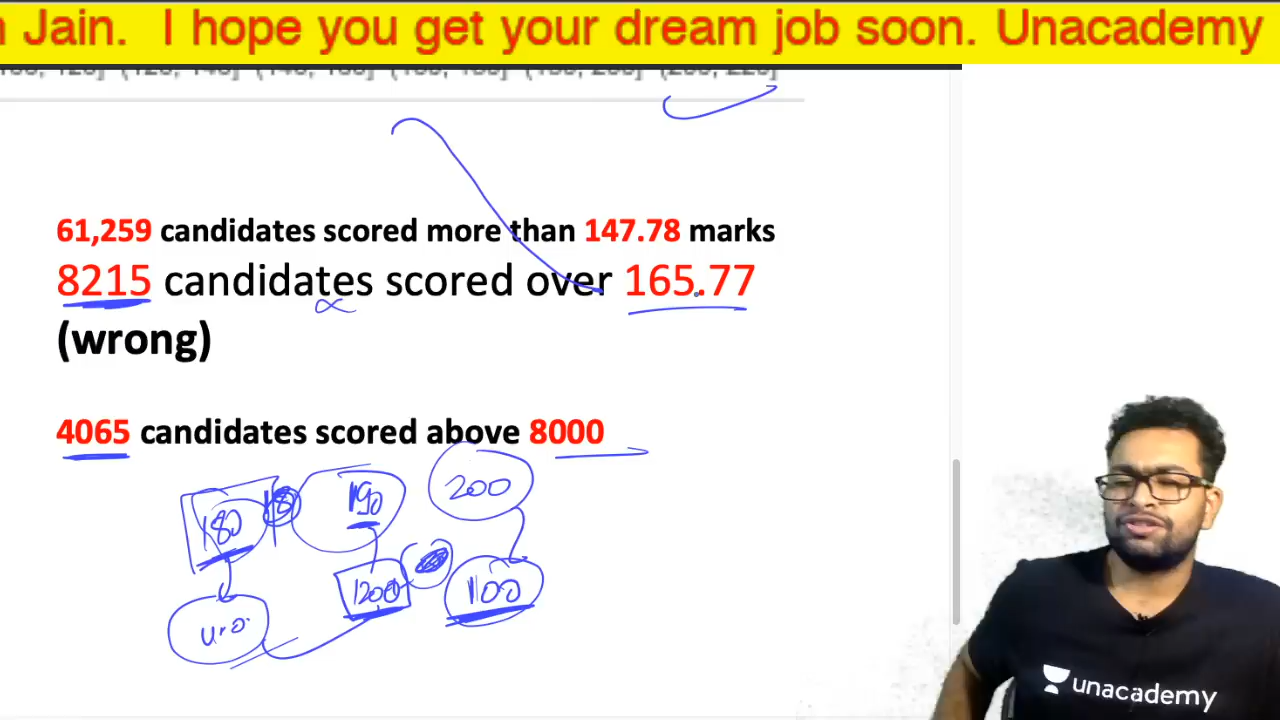 Jain. I hope you get your dream job soon. Unacademy
61,259 candidates scored more than 147.78 marks
8215 candidates scored over 165.77
(wrong)
4065 candidates scored above 8000
180 190 200
1200 1100
unacademy